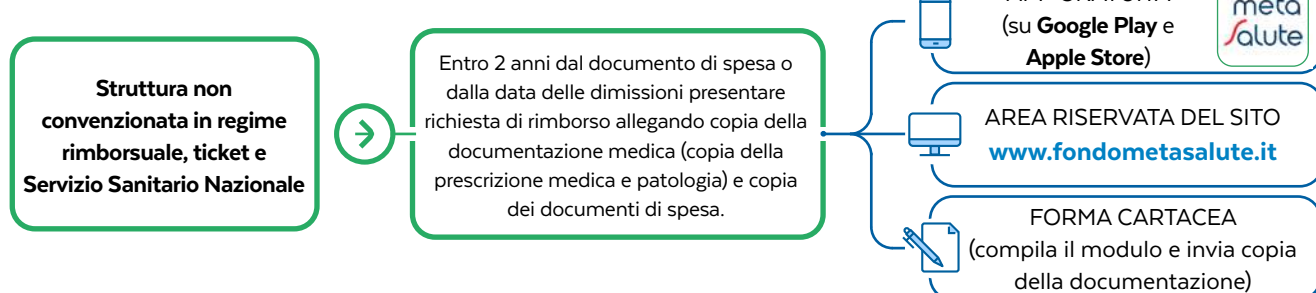 Struttura non
convenzionata in regime
rimborsuale, ticket e
Servizio Sanitario Nazionale
Entro 2 anni dal documento di spesa o
dalla data delle dimissioni presentare
richiesta di rimborso allegando copia della
documentazione medica (copia della
prescrizione medica e patologia) e copia
dei documenti di spesa.
(su Google Play e
Apple Store)
meta
Salute
AREA RISERVATA DEL SITO
www.fondometasalute.it
FORMA CARTACEA
(compila il modulo e invia copia
della documentazione)